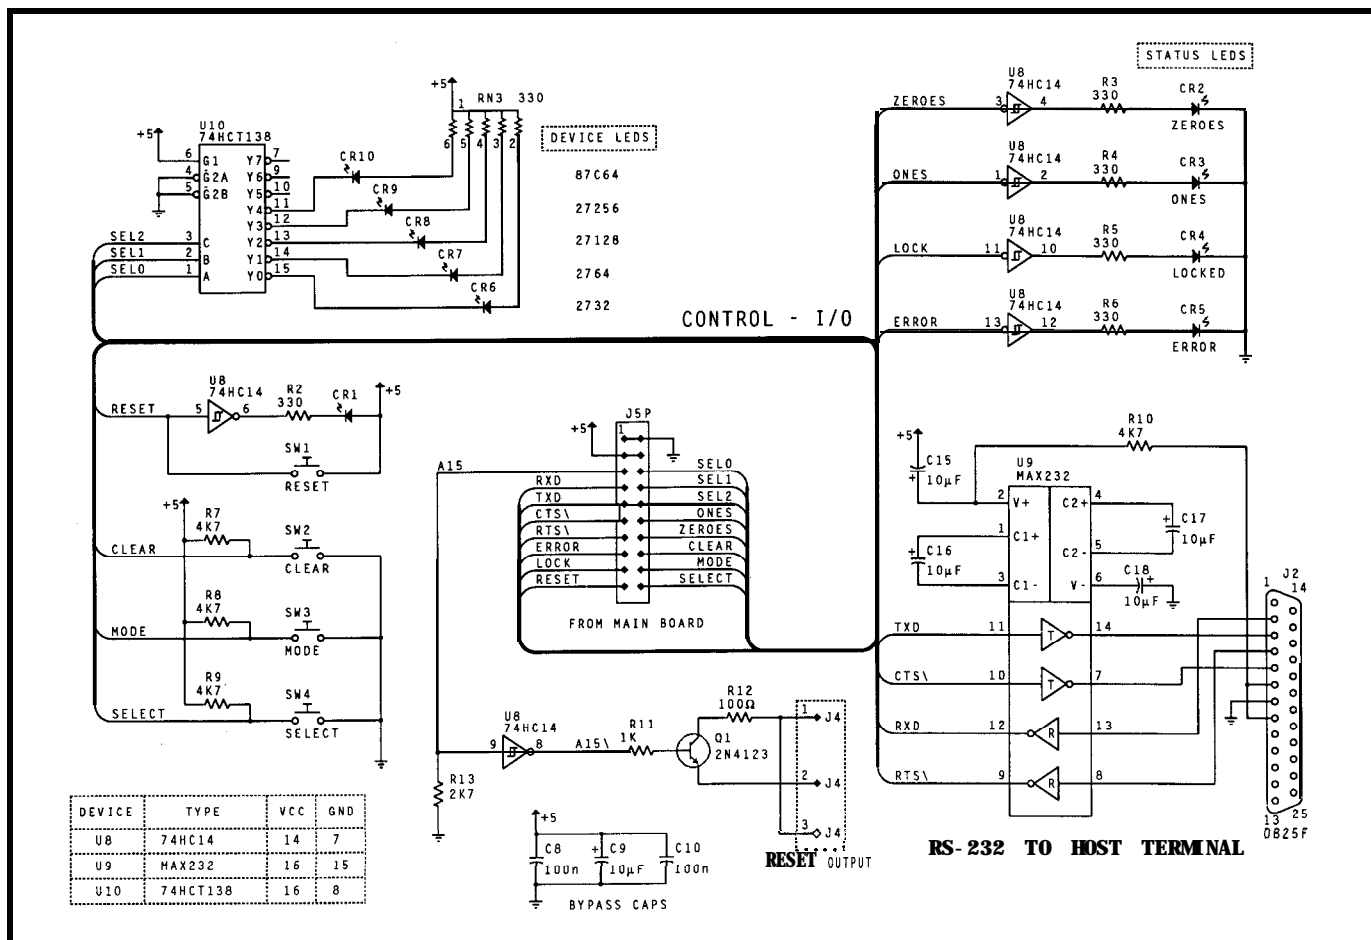 STATUS LEDS
+5
1
RN3 330
6 5 4 3 2
DEVICE LEDS
87C64
27256
27128
2764
2732
U10
74HCT138
+5
6 G1
4 G2A
5 G2B
3 C
2 B
1 A
Y7 7
Y6 9
Y5 10
Y4 11
Y3 12
Y2 13
Y1 14
Y0 15
SEL2
SEL1
SEL0
CR10
CR9
CR8
CR7
CR6
CONTROL - I/O
ZEROES
3
U8
74HC14
4
R3
330
CR2
ZEROES
ONES
1
U8
74HC14
2
R4
330
CR3
ONES
LOCK
11
U8
74HC14
10
R5
330
CR4
LOCKED
ERROR
13
U8
74HC14
12
R6
330
CR5
ERROR
RESET
5
U8
74HC14
6
R2
330
CR1
+5
SW1
RESET
+5
R7
4K7
SW2
CLEAR
CLEAR
R8
4K7
SW3
MODE
MODE
R9
4K7
SW4
SELECT
SELECT
J5P
+5
1
A15
RXD
TXD
CTS\
RTS\
ERROR
LOCK
RESET
SEL0
SEL1
SEL2
ONES
ZEROES
CLEAR
MODE
SELECT
FROM MAIN BOARD
R10
4K7
+5
C15
+ 10µF
U9
MAX232
2 V+
1 C1+
3 C1-
C2+ 4
C2- 5
V- 6
C16
+ 10µF
+ C17
10µF
C18 +
10µF
TXD
11
T
14
CTS\
10
T
7
RXD
12
R
13
RTS\
9
R
8
J2
1
14
13
25
DB25F
RS-232 TO HOST TERMINAL
9
U8
74HC14
8
A15\
R11
1K
R12
100Ω
Q1
2N4123
R13
2K7
1 J4
2 J4
3 J4
RESET OUTPUT
+5
C8
100n
+ C9
10µF
C10
100n
BYPASS CAPS
DEVICE TYPE VCC GND
U8 74HC14 14 7
U9 MAX232 16 15
U10 74HCT138 16 8